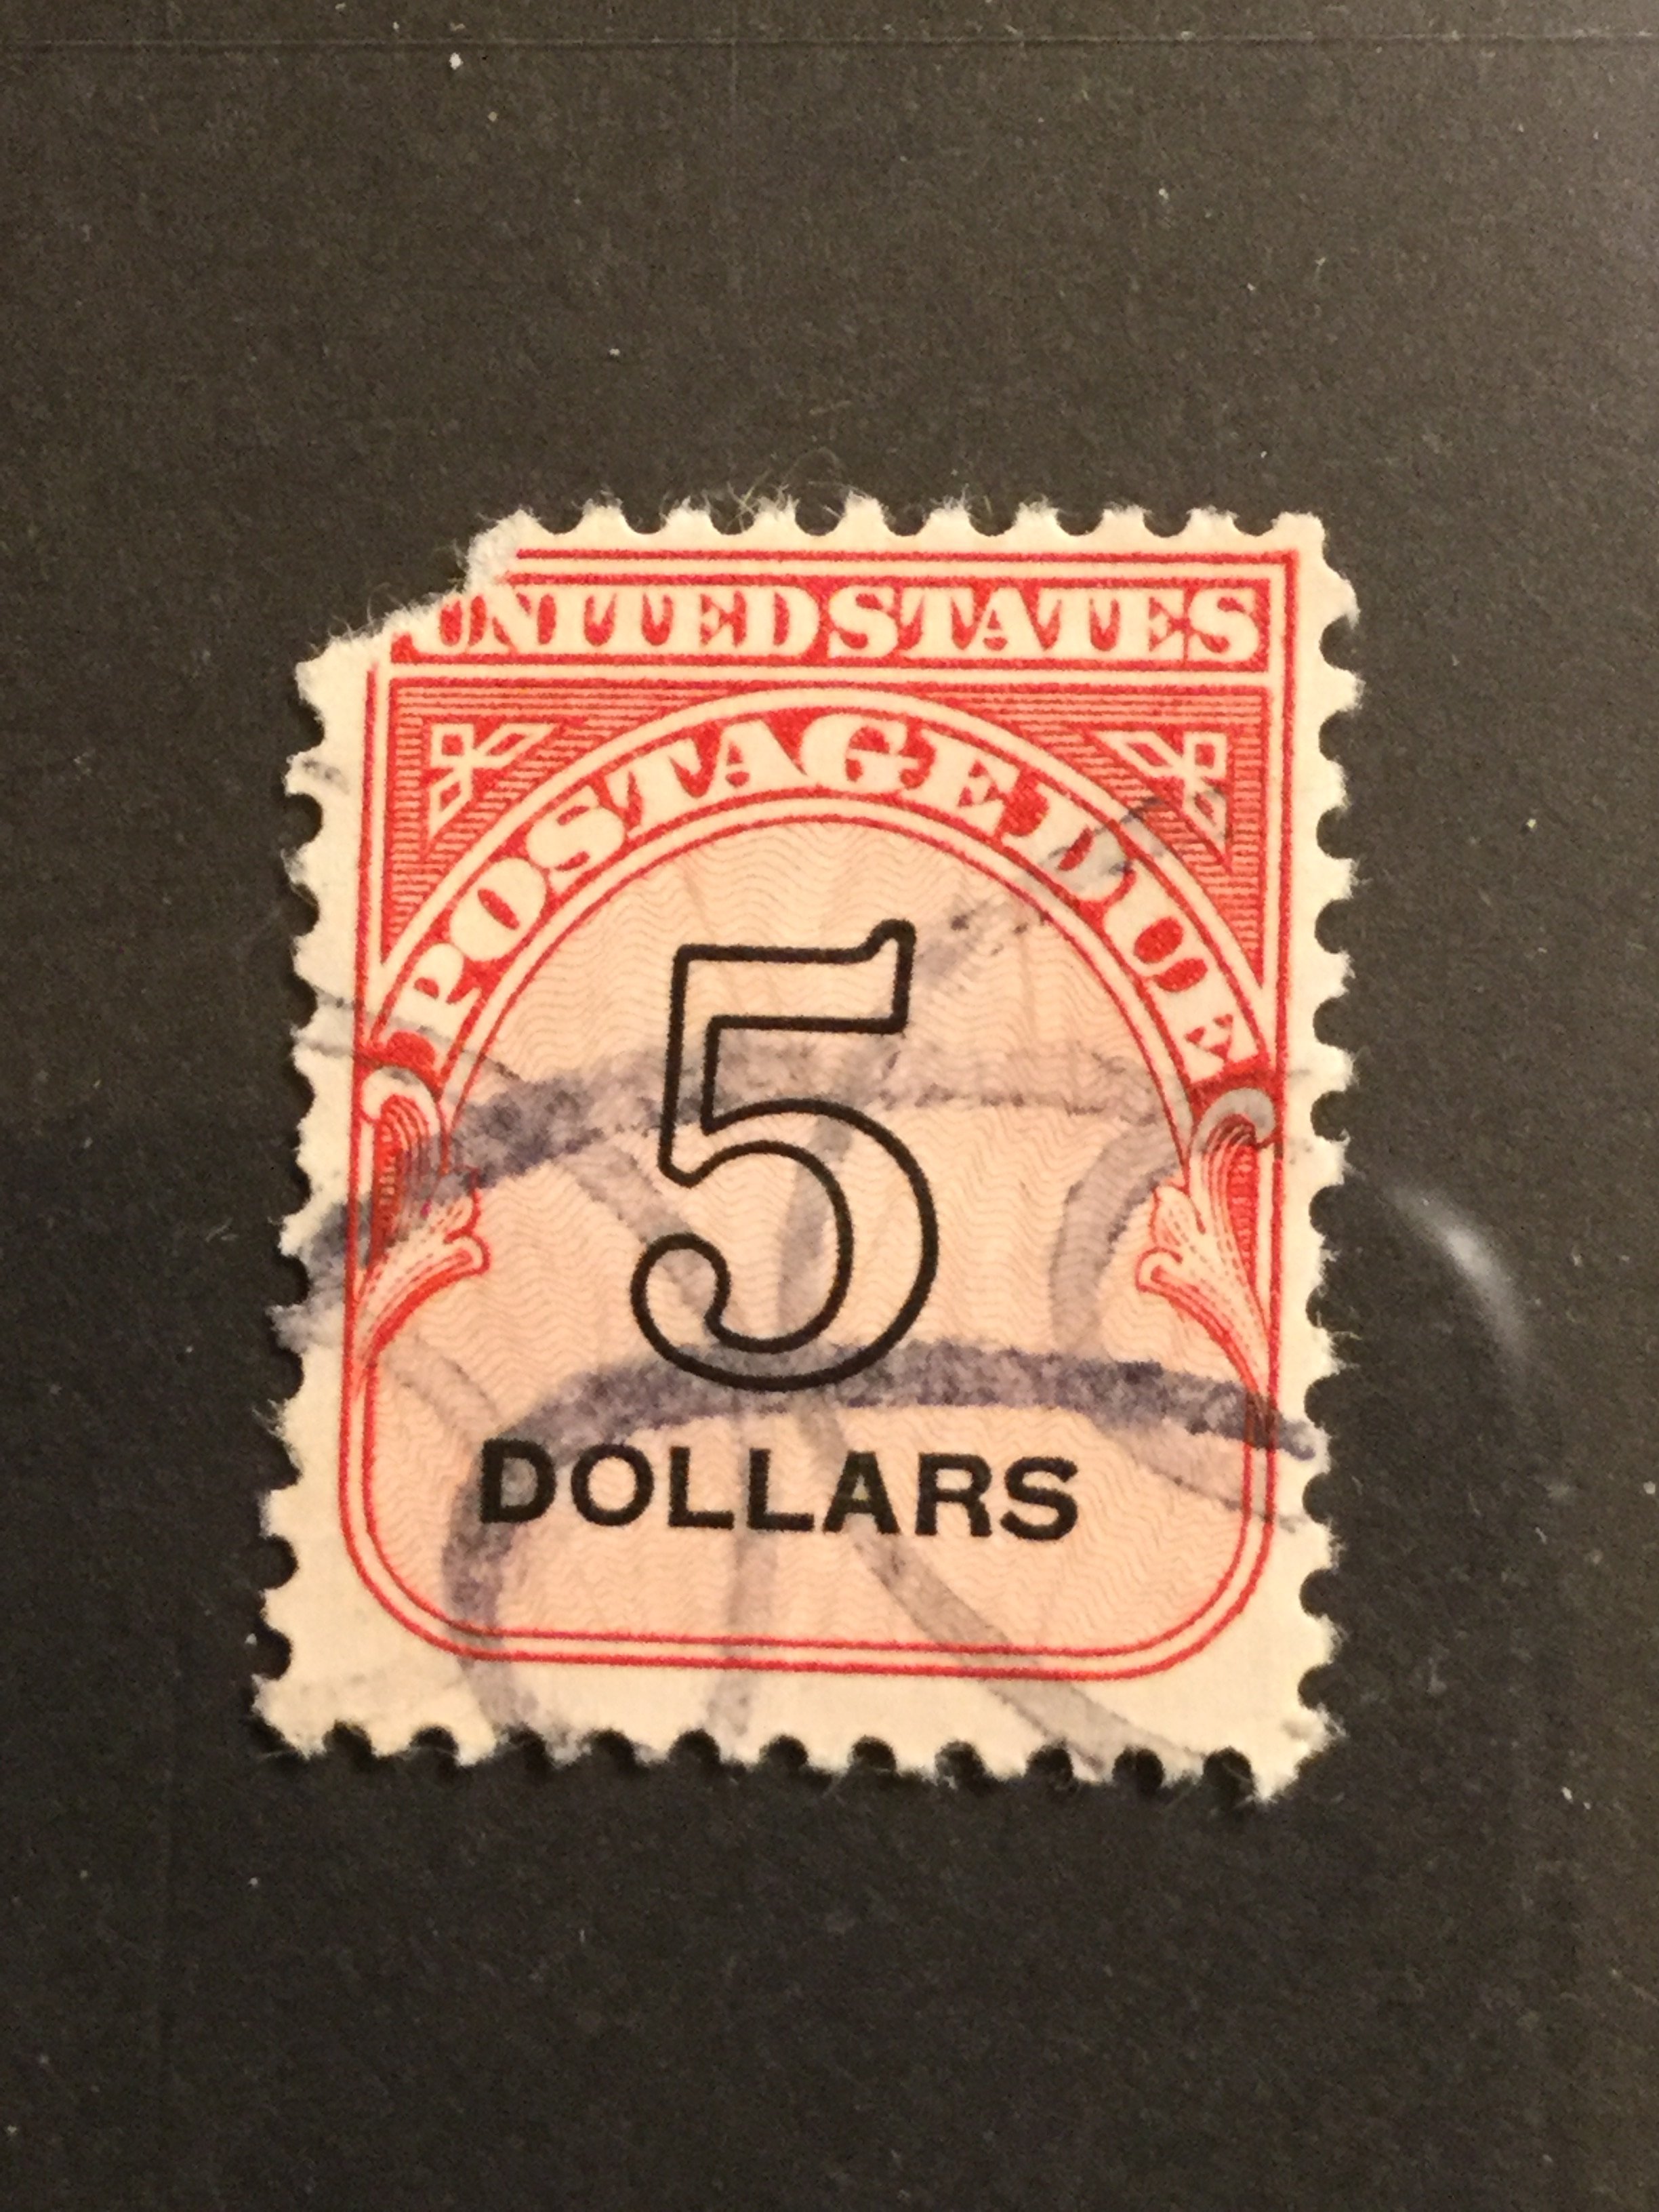 UNITED STATES
POSTAGE DUE
5
DOLLARS